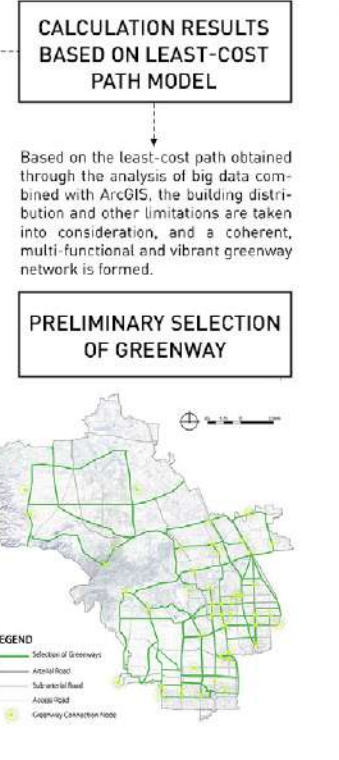 CALCULATION RESULTS
BASED ON LEAST-COST
PATH MODEL
Based on the least-cost path obtained
through the analysis of big data com-
bined with ArcGIS, the building distri-
bution and other limitations are taken
into consideration, and a coherent,
multi-functional and vibrant greenway
network is formed.
PRELIMINARY SELECTION
OF GREENWAY
EGEND
Selection of Greenways
Arterial Road
Sub-arterial Road
Access Road
Greenway Connection Node